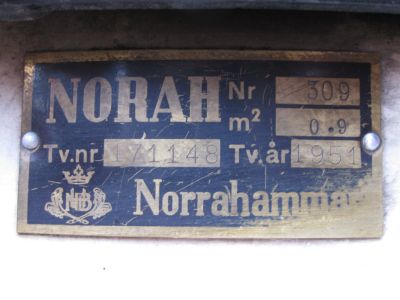 NORAH Nr 309
m² 0.9
Tv.nr 171148 Tv.år 1951
Norrahammar